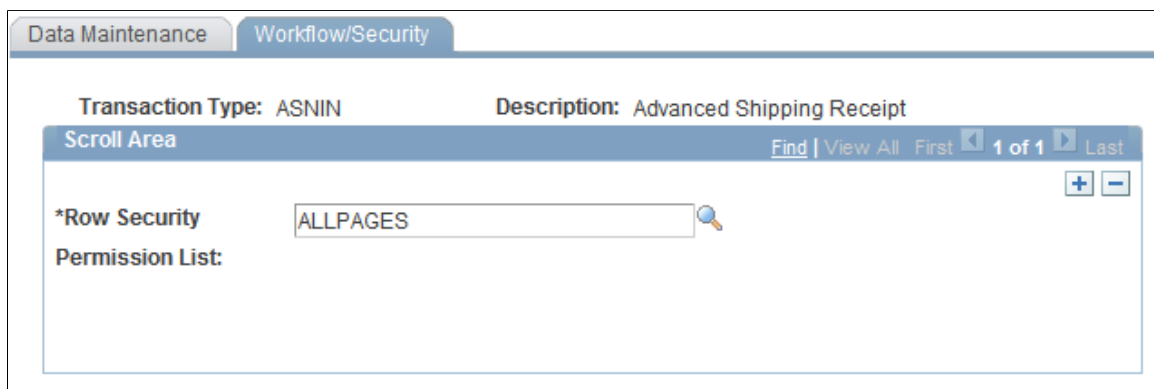 Data Maintenance Workflow/Security
Transaction Type: ASNIN Description: Advanced Shipping Receipt
Scroll Area Find | View All First 1 of 1 Last
*Row Security ALLPAGES
Permission List: